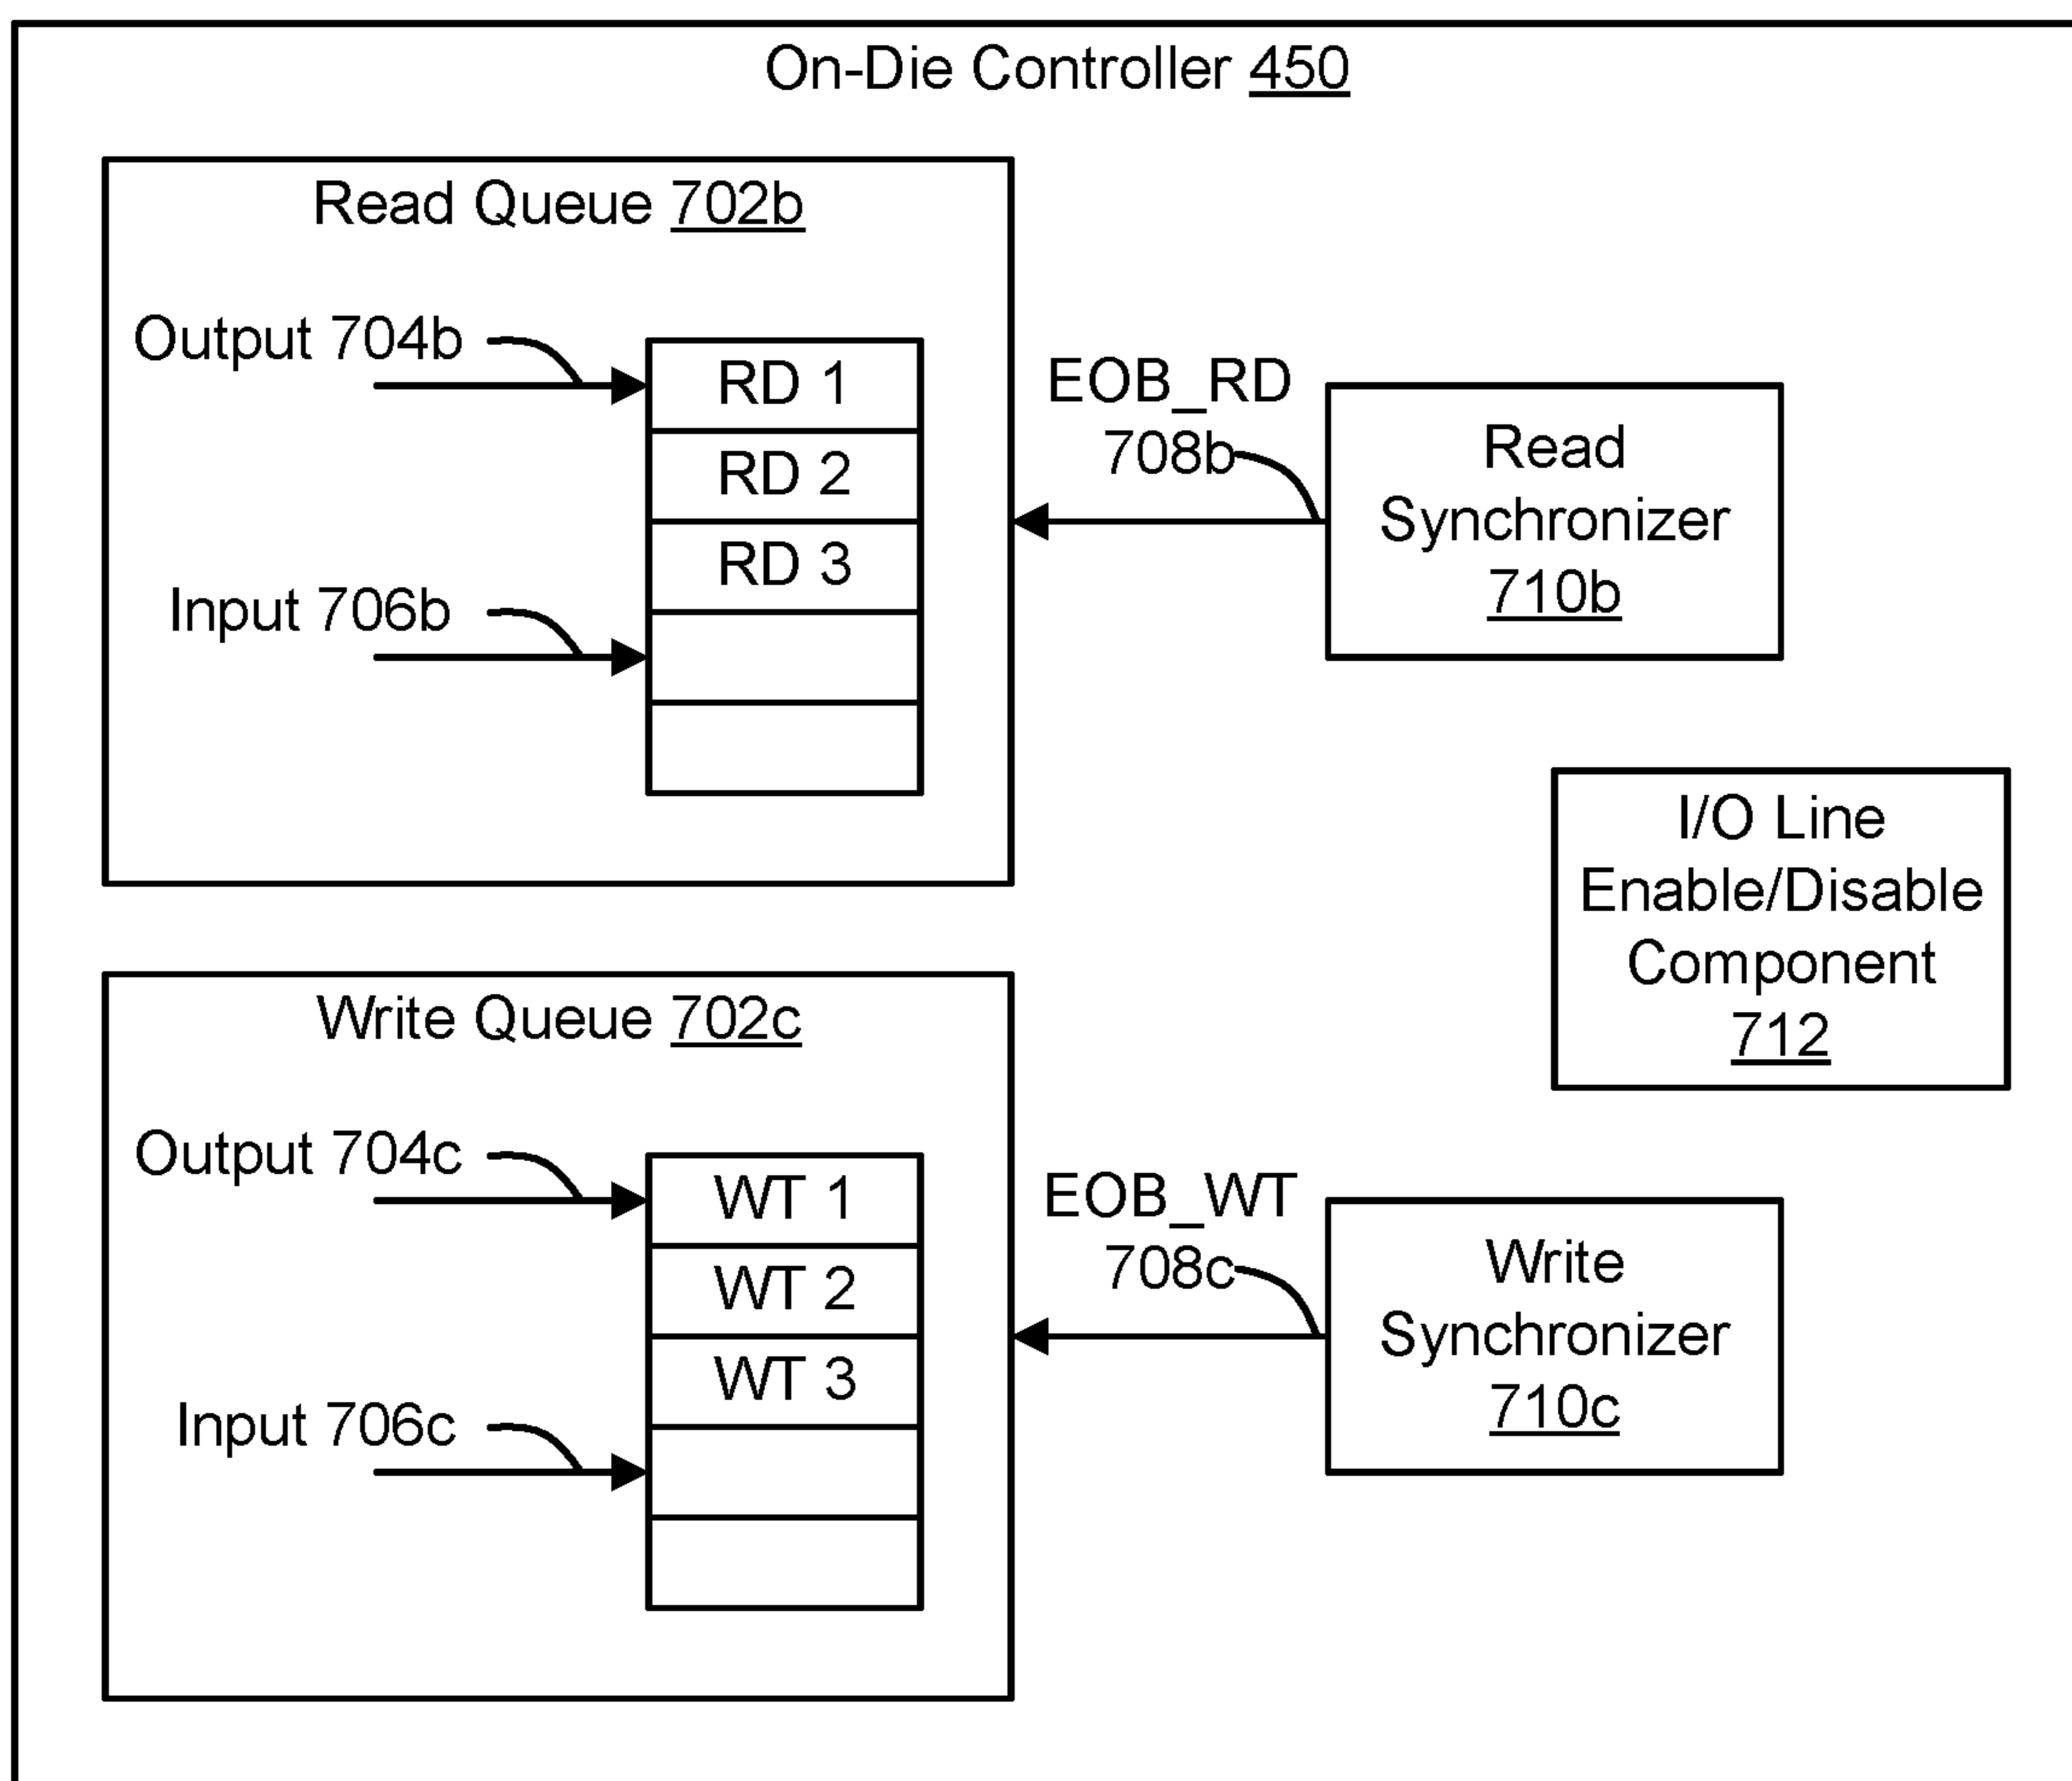 On-Die Controller 450
Read Queue 702b
Output 704b
RD 1
RD 2
RD 3
Input 706b
EOB_RD
708b
Read
Synchronizer
710b
I/O Line
Enable/Disable
Component
712
Write Queue 702c
Output 704c
WT 1
WT 2
WT 3
Input 706c
EOB_WT
708c
Write
Synchronizer
710c